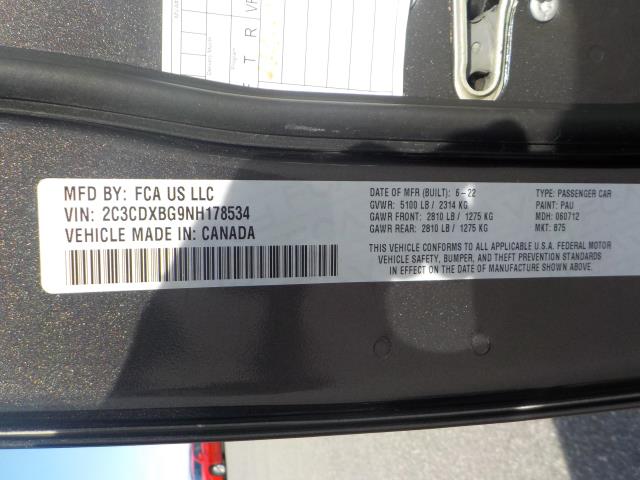 MFD BY: FCA US LLC
VIN: 2C3CDXBG9NH178534
VEHICLE MADE IN: CANADA
DATE OF MFR (BUILT): 6-22
GVWR: 5100 LB / 2314 KG
GAWR FRONT: 2810 LB / 1275 KG
GAWR REAR: 2810 LB / 1275 KG
TYPE: PASSENGER CAR
PAINT: PAU
MDH: 060712
MKT: 875
THIS VEHICLE CONFORMS TO ALL APPLICABLE U.S.A. FEDERAL MOTOR
VEHICLE SAFETY, BUMPER, AND THEFT PREVENTION STANDARDS
IN EFFECT ON THE DATE OF MANUFACTURE SHOWN ABOVE.